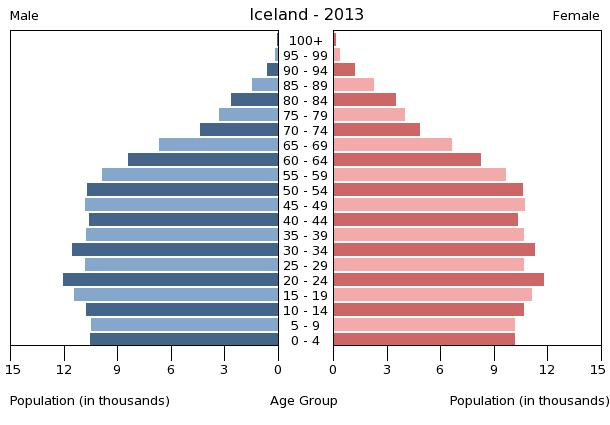 Male Iceland - 2013 Female
100+
95 - 99
90 - 94
85 - 89
80 - 84
75 - 79
70 - 74
65 - 69
60 - 64
55 - 59
50 - 54
45 - 49
40 - 44
35 - 39
30 - 34
25 - 29
20 - 24
15 - 19
10 - 14
5 - 9
0 - 4
15 12 9 6 3 0 0 3 6 9 12 15
Population (in thousands) Age Group Population (in thousands)